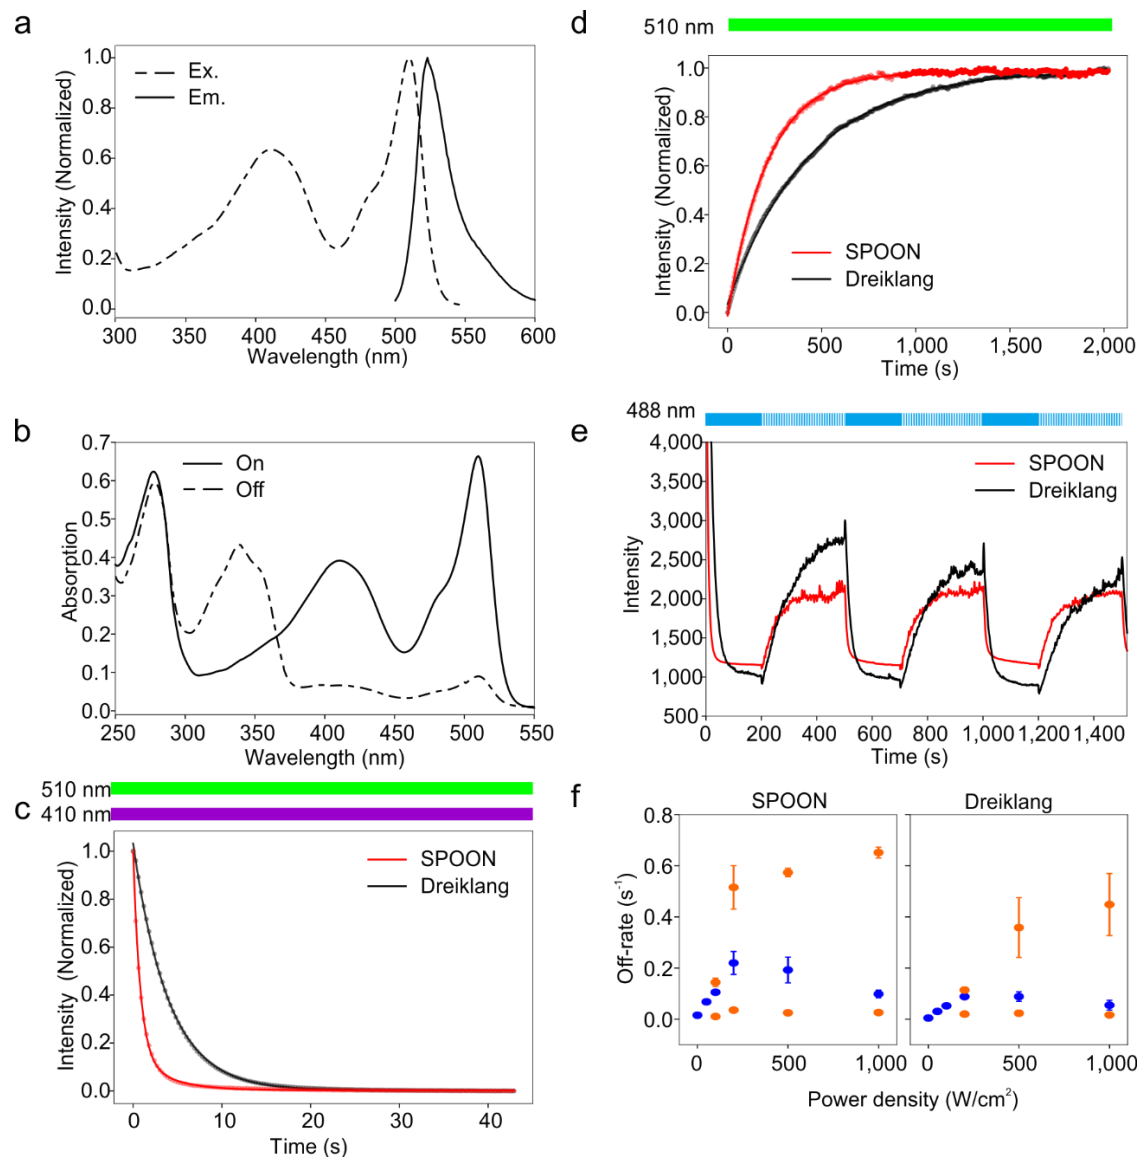 a
Intensity (Normalized)
1.0
0.8
0.6
0.4
0.2
0.0
Ex.
Em.
300 350 400 450 500 550 600
Wavelength (nm)
b
Absorption
0.7
0.6
0.5
0.4
0.3
0.2
0.1
0.0
On
Off
250 300 350 400 450 500 550
Wavelength (nm)
510 nm
410 nm
c
Intensity (Normalized)
1.0
0.8
0.6
0.4
0.2
0.0
SPOON
Dreiklang
0 10 20 30 40
Time (s)
d
510 nm
Intensity (Normalized)
1.0
0.8
0.6
0.4
0.2
0.0
SPOON
Dreiklang
0 500 1,000 1,500 2,000
Time (s)
488 nm
e
Intensity
4,000
3,500
3,000
2,500
2,000
1,500
1,000
500
SPOON
Dreiklang
0 200 400 600 800 1,000 1,200 1,400
Time (s)
f
SPOON Dreiklang
Off-rate (s⁻¹)
0.8
0.6
0.4
0.2
0.0
0 500 1,000 0 500 1,000
Power density (W/cm²)